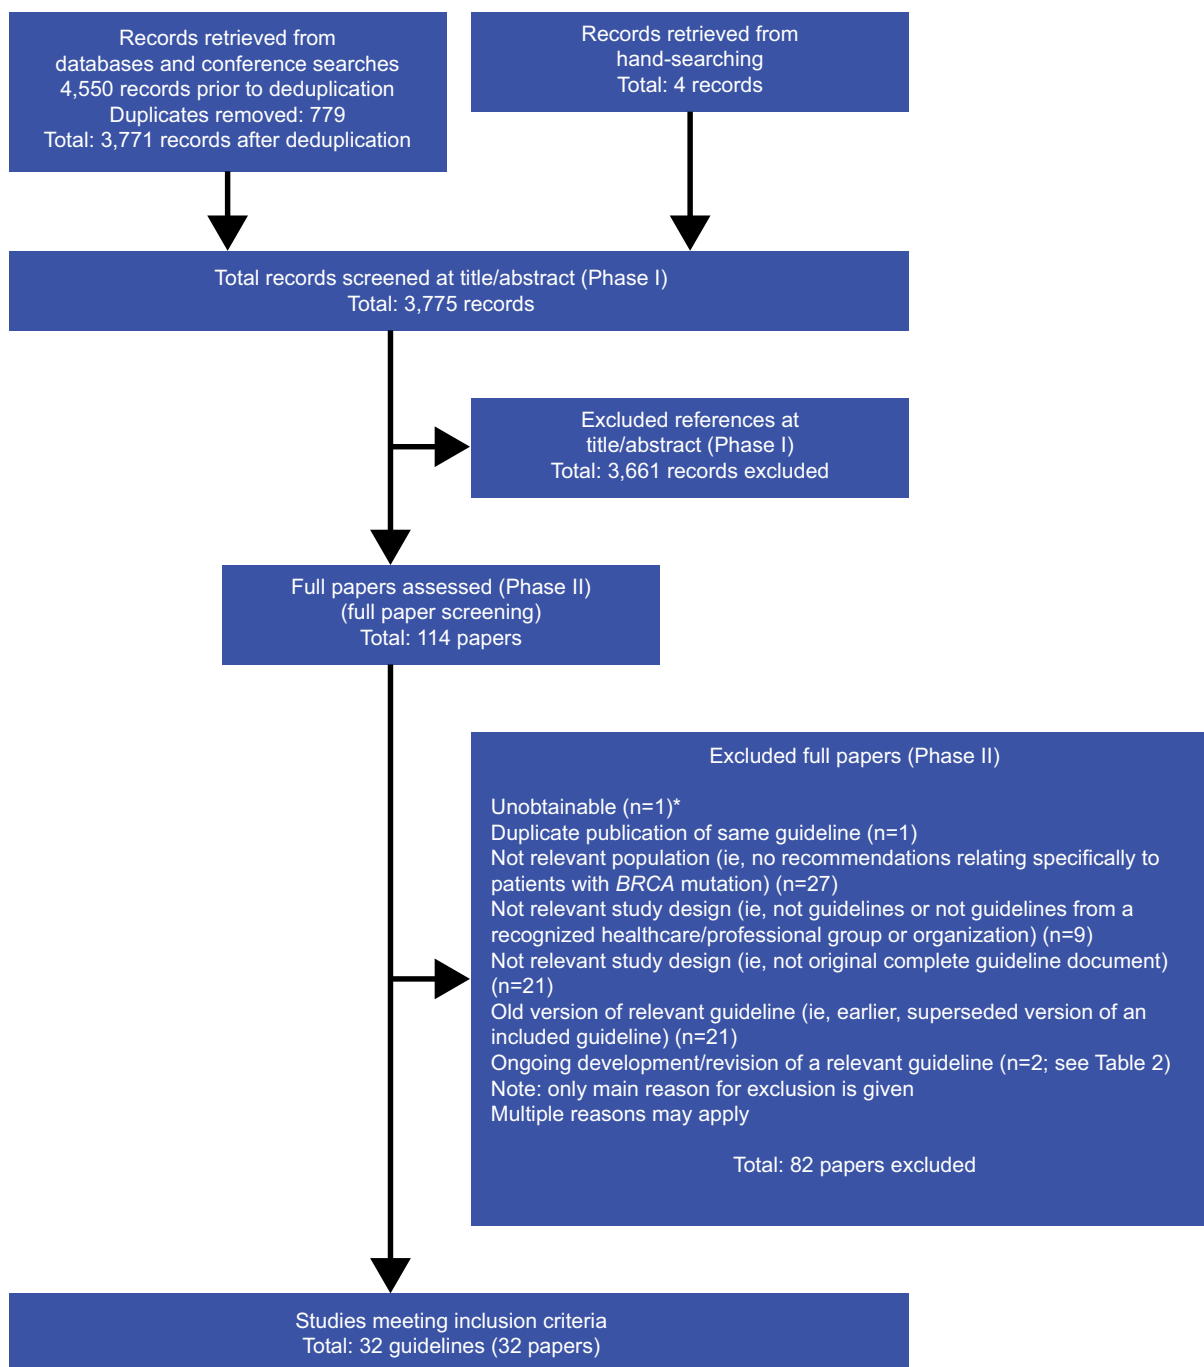 Records retrieved from
databases and conference searches
4,550 records prior to deduplication
Duplicates removed: 779
Total: 3,771 records after deduplication
Records retrieved from
hand-searching
Total: 4 records
Total records screened at title/abstract (Phase I)
Total: 3,775 records
Excluded references at
title/abstract (Phase I)
Total: 3,661 records excluded
Full papers assessed (Phase II)
(full paper screening)
Total: 114 papers
Excluded full papers (Phase II)
Unobtainable (n=1)*
Duplicate publication of same guideline (n=1)
Not relevant population (ie, no recommendations relating specifically to
patients with BRCA mutation) (n=27)
Not relevant study design (ie, not guidelines or not guidelines from a
recognized healthcare/professional group or organization) (n=9)
Not relevant study design (ie, not original complete guideline document)
(n=21)
Old version of relevant guideline (ie, earlier, superseded version of an
included guideline) (n=21)
Ongoing development/revision of a relevant guideline (n=2; see Table 2)
Note: only main reason for exclusion is given
Multiple reasons may apply
Total: 82 papers excluded
Studies meeting inclusion criteria
Total: 32 guidelines (32 papers)